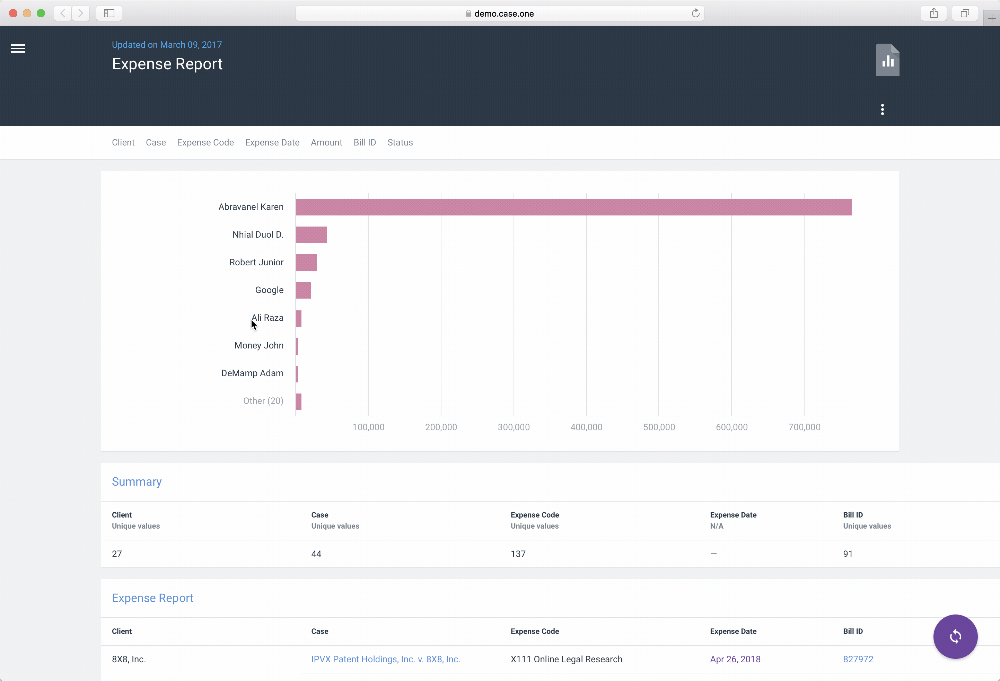 demo.case.one
Updated on March 09, 2017
Expense Report
Client Case Expense Code Expense Date Amount Bill ID Status
Abravanel Karen
Nhial Duol D.
Robert Junior
Google
Ali Raza
Money John
DeMamp Adam
Other (20)
100,000 200,000 300,000 400,000 500,000 600,000 700,000
Summary
Client Case Expense Code Expense Date Bill ID
Unique values Unique values Unique values N/A Unique values
27 44 137 — 91
Expense Report
Client Case Expense Code Expense Date Bill ID
8X8, Inc. IPVX Patent Holdings, Inc. v. 8X8, Inc. X111 Online Legal Research Apr 26, 2018 827972